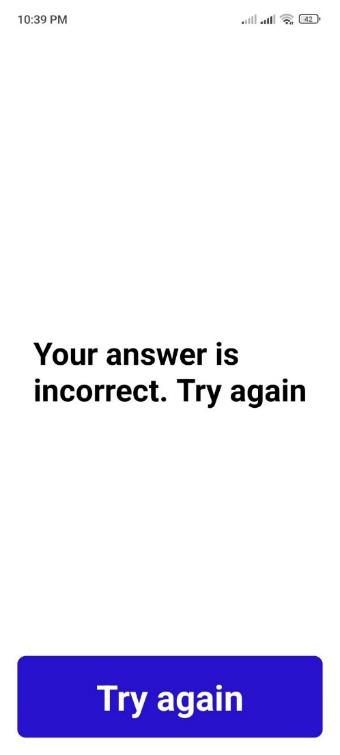 10:39 PM 42
Your answer is
incorrect. Try again
Try again